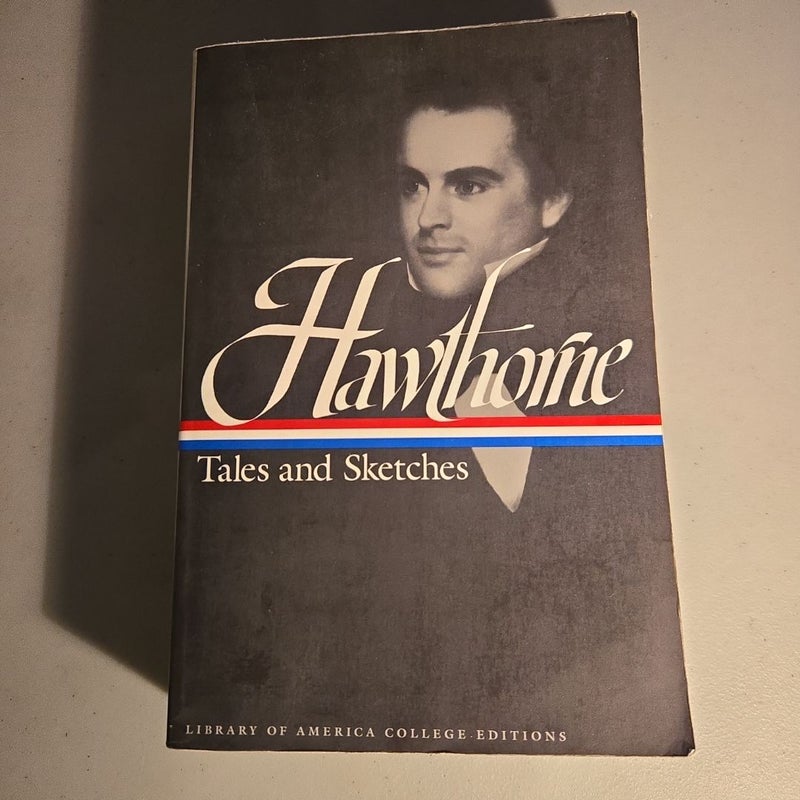 Hawthorne
Tales and Sketches
LIBRARY OF AMERICA COLLEGE EDITIONS